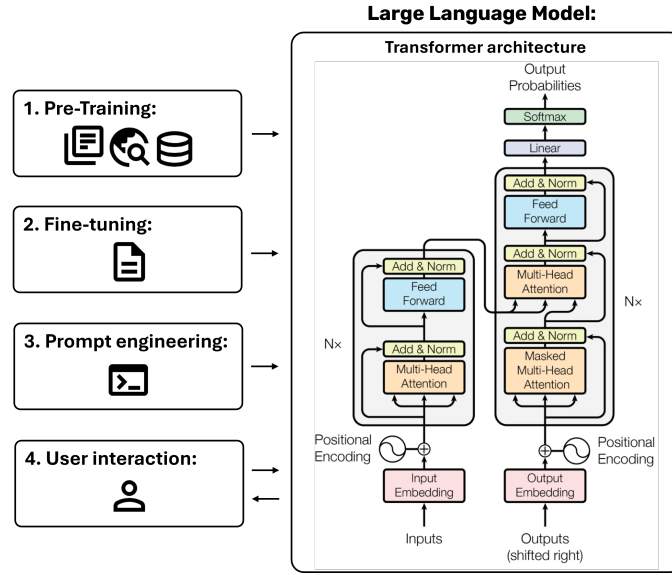 Large Language Model:
Transformer architecture
1. Pre-Training:
2. Fine-tuning:
3. Prompt engineering:
4. User interaction:
Output
Probabilities
Softmax
Linear
Add & Norm
Feed
Forward
Add & Norm
Multi-Head
Attention
Add & Norm
Masked
Multi-Head
Attention
Nx
Add & Norm
Feed
Forward
Add & Norm
Multi-Head
Attention
Nx
Positional
Encoding
Positional
Encoding
Input
Embedding
Output
Embedding
Inputs
Outputs
(shifted right)